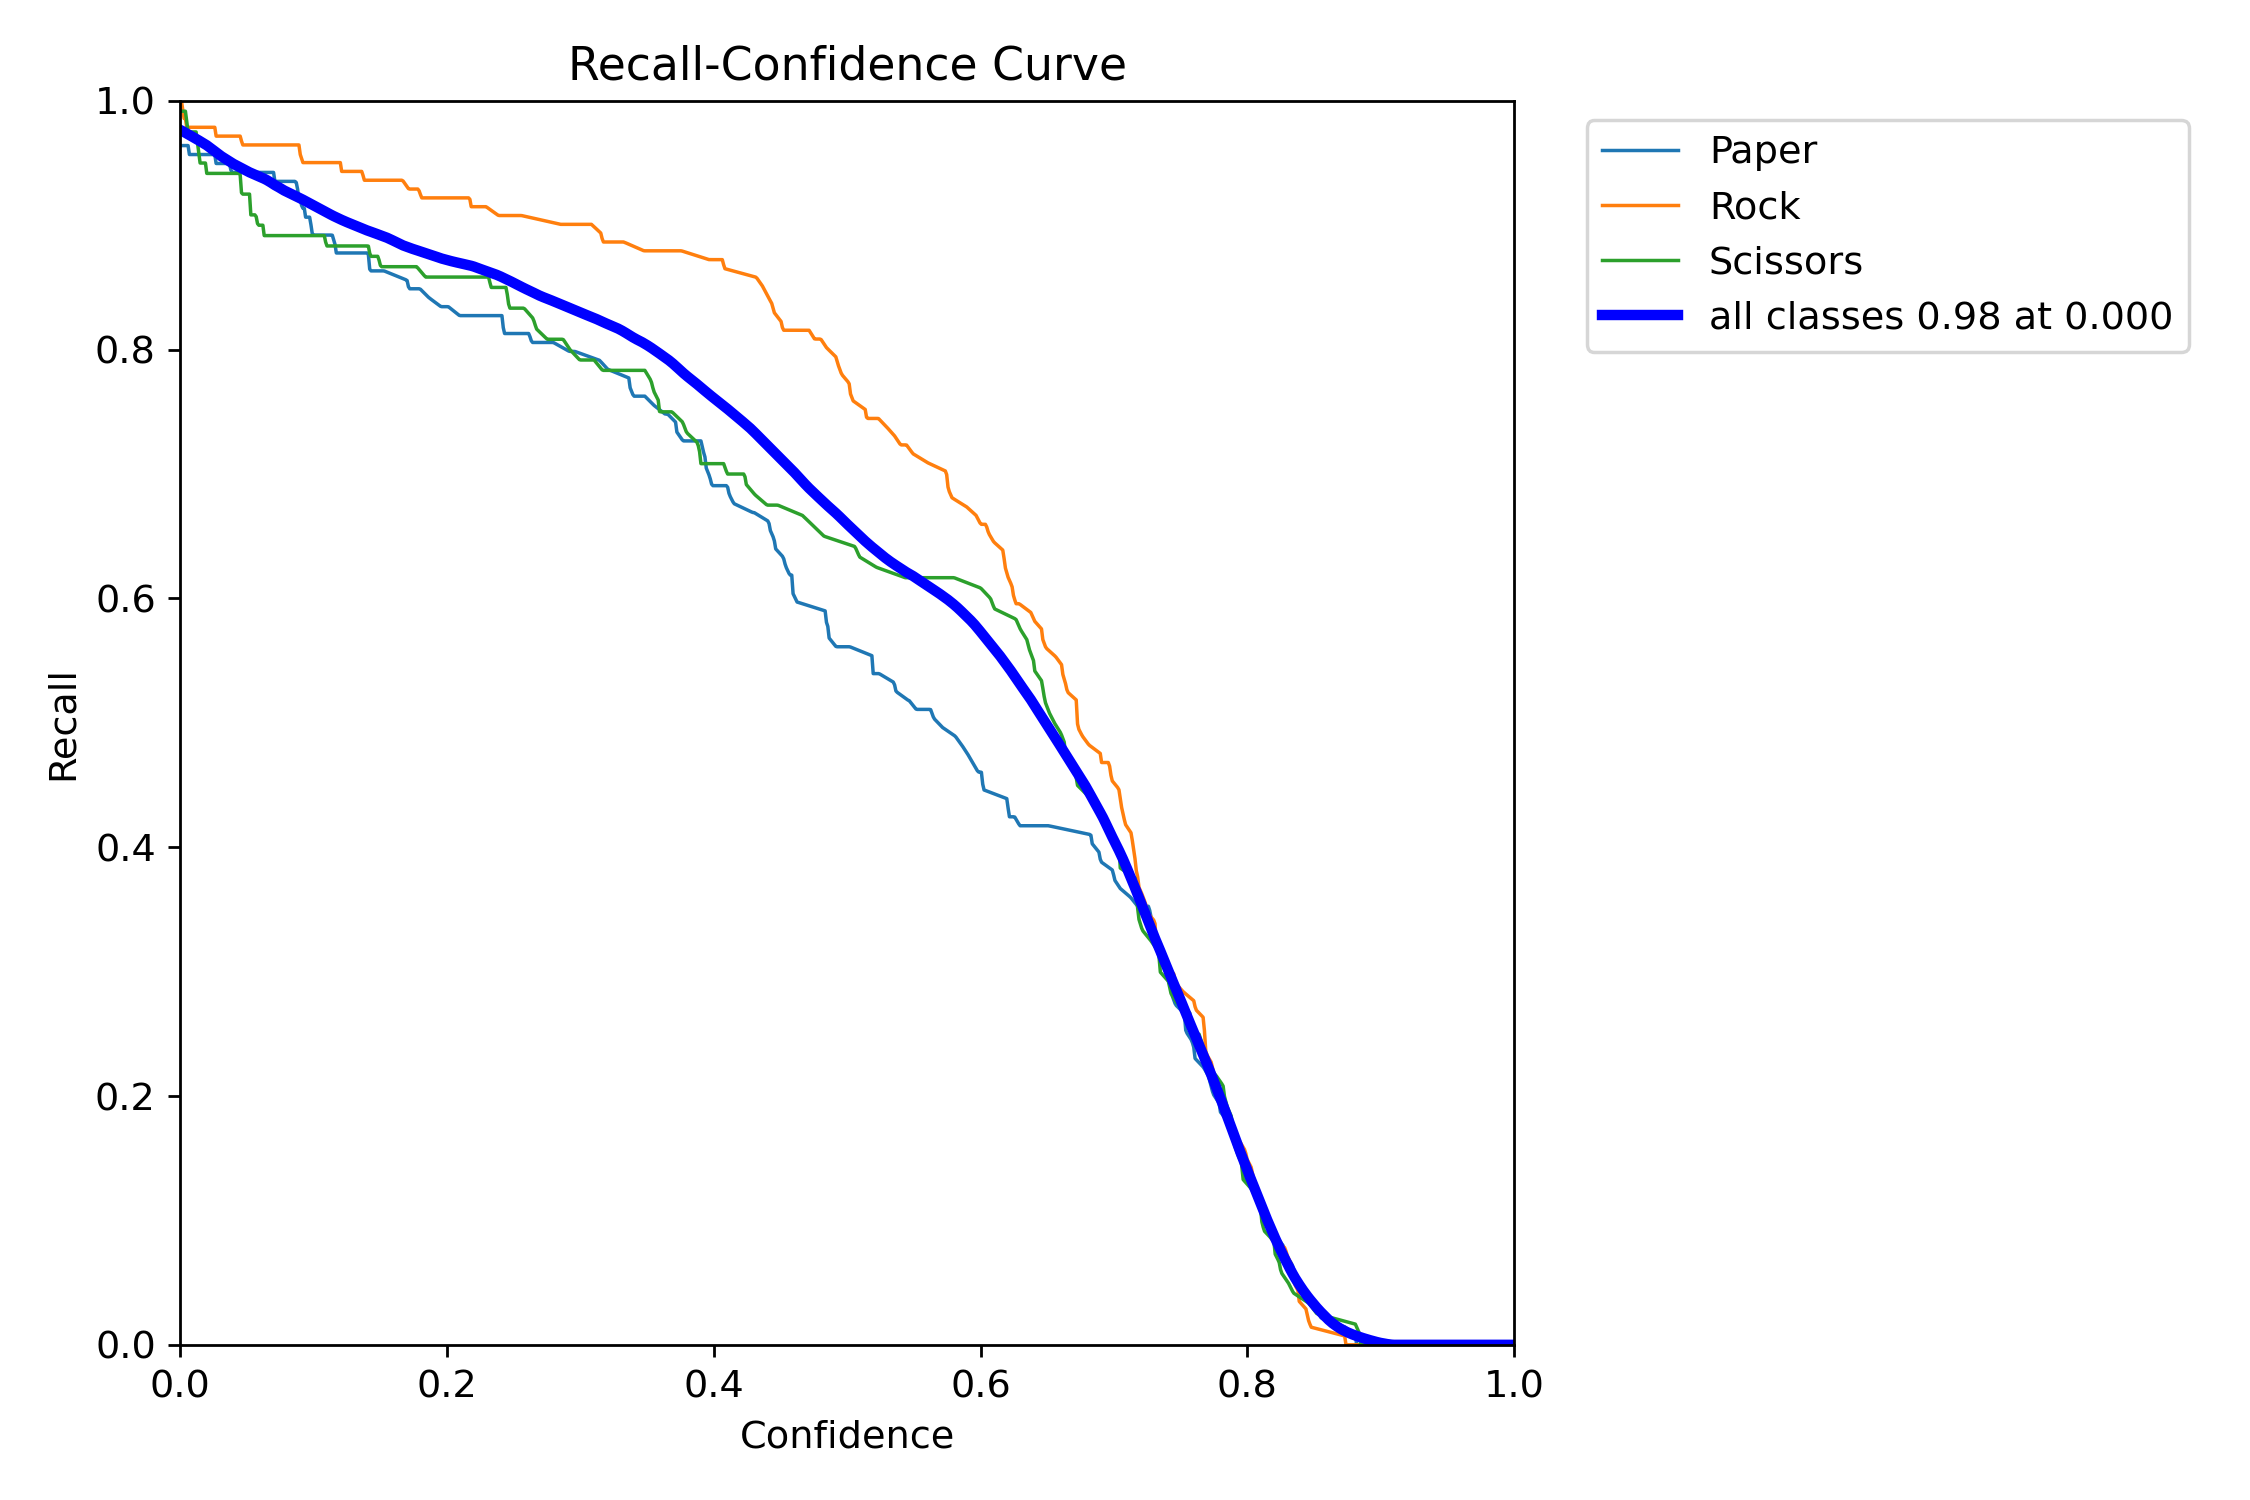 Recall-Confidence Curve
1.0
0.8
0.6
0.4
0.2
0.0
Recall
0.0 0.2 0.4 0.6 0.8 1.0
Confidence
Paper
Rock
Scissors
all classes 0.98 at 0.000